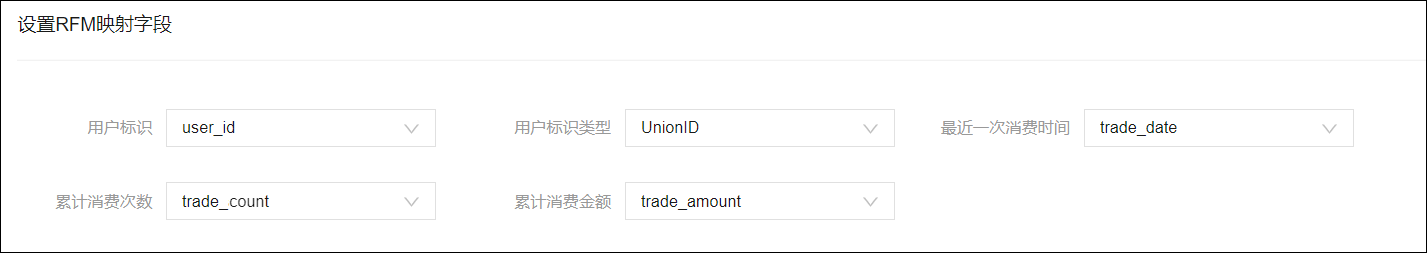 设置RFM映射字段
用户标识 user_id 用户标识类型 UnionID 最近一次消费时间 trade_date
累计消费次数 trade_count 累计消费金额 trade_amount